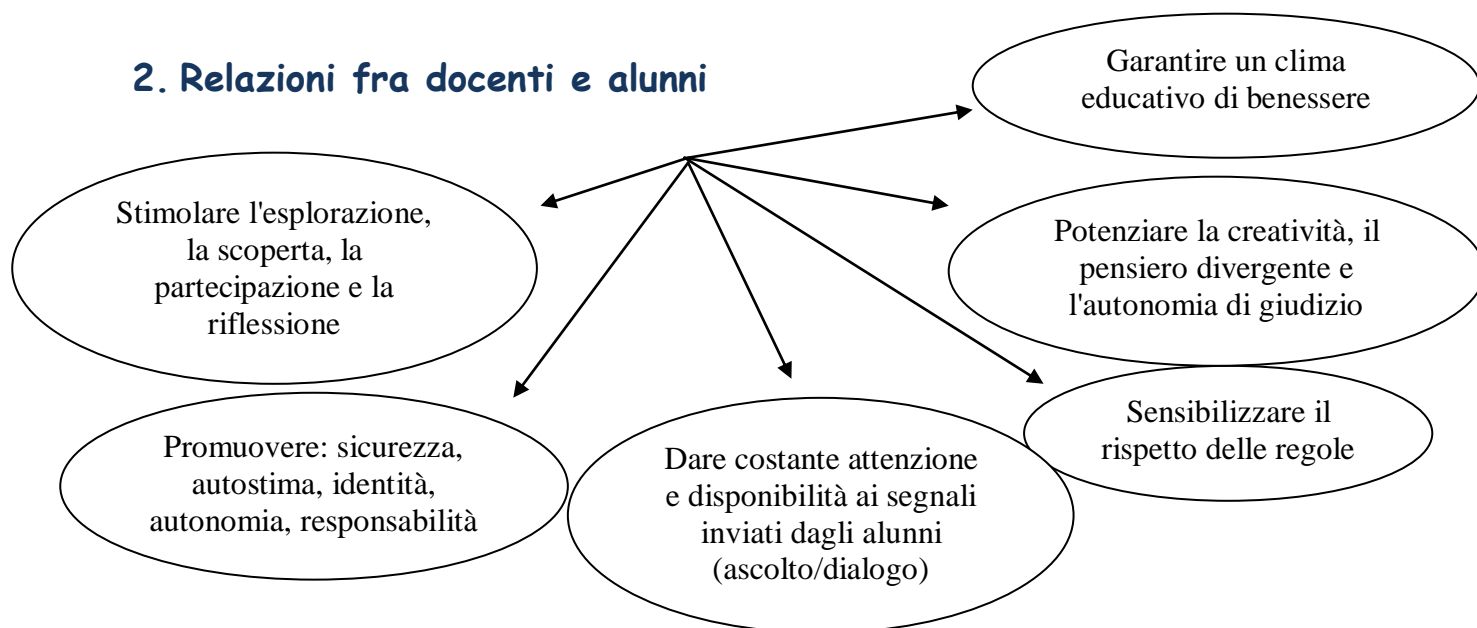 2. Relazioni fra docenti e alunni
Garantire un clima
educativo di benessere
Stimolare l'esplorazione,
la scoperta, la
partecipazione e la
riflessione
Potenziare la creatività, il
pensiero divergente e
l'autonomia di giudizio
Promuovere: sicurezza,
autostima, identità,
autonomia, responsabilità
Dare costante attenzione
e disponibilità ai segnali
inviati dagli alunni
(ascolto/dialogo)
Sensibilizzare il
rispetto delle regole